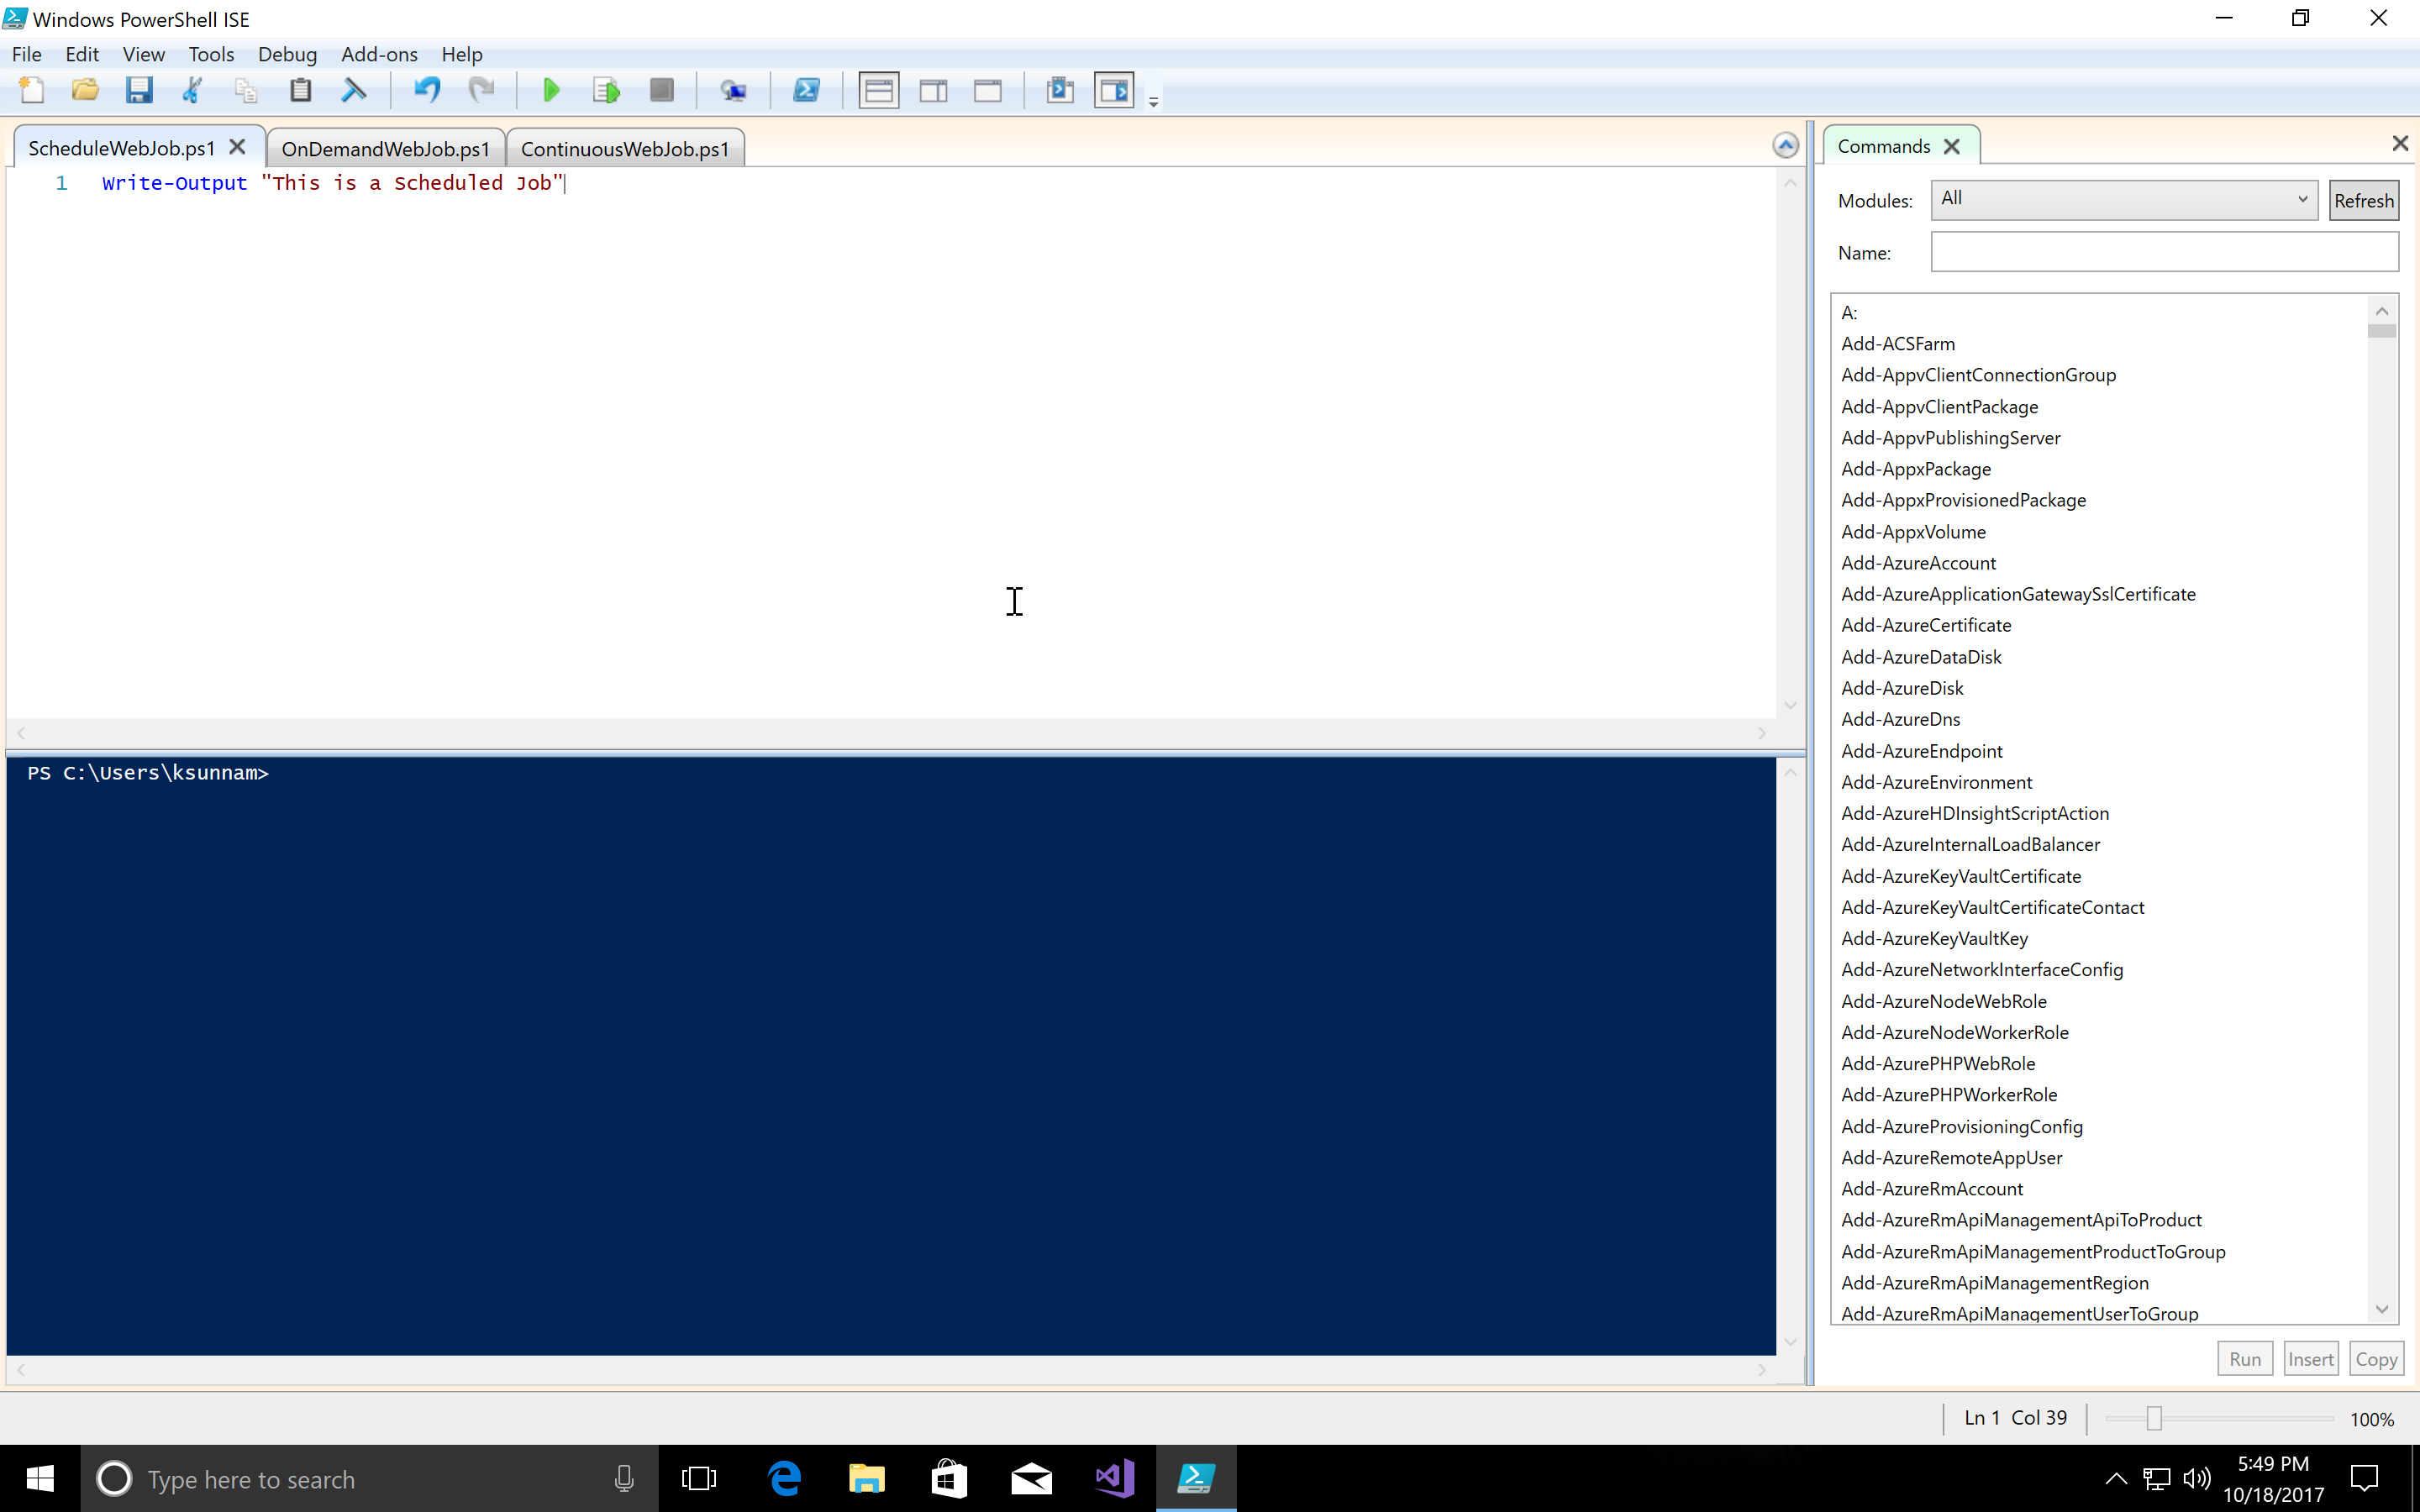 Windows PowerShell ISE
File Edit View Tools Debug Add-ons Help
ScheduleWebJob.ps1 OnDemandWebJob.ps1 ContinuousWebJob.ps1
1 Write-Output "This is a Scheduled Job"
PS C:\Users\ksunnam>
Commands
Modules: All Refresh
Name:
A:
Add-ACSFarm
Add-AppvClientConnectionGroup
Add-AppvClientPackage
Add-AppvPublishingServer
Add-AppxPackage
Add-AppxProvisionedPackage
Add-AppxVolume
Add-AzureAccount
Add-AzureApplicationGatewaySslCertificate
Add-AzureCertificate
Add-AzureDataDisk
Add-AzureDisk
Add-AzureDns
Add-AzureEndpoint
Add-AzureEnvironment
Add-AzureHDInsightScriptAction
Add-AzureInternalLoadBalancer
Add-AzureKeyVaultCertificate
Add-AzureKeyVaultCertificateContact
Add-AzureKeyVaultKey
Add-AzureNetworkInterfaceConfig
Add-AzureNodeWebRole
Add-AzureNodeWorkerRole
Add-AzurePHPWebRole
Add-AzurePHPWorkerRole
Add-AzureProvisioningConfig
Add-AzureRemoteAppUser
Add-AzureRmAccount
Add-AzureRmApiManagementApiToProduct
Add-AzureRmApiManagementProductToGroup
Add-AzureRmApiManagementRegion
Add-AzureRmApiManagementUserToGroup
Run Insert Copy
Ln 1 Col 39 100%
Type here to search
5:49 PM
10/18/2017